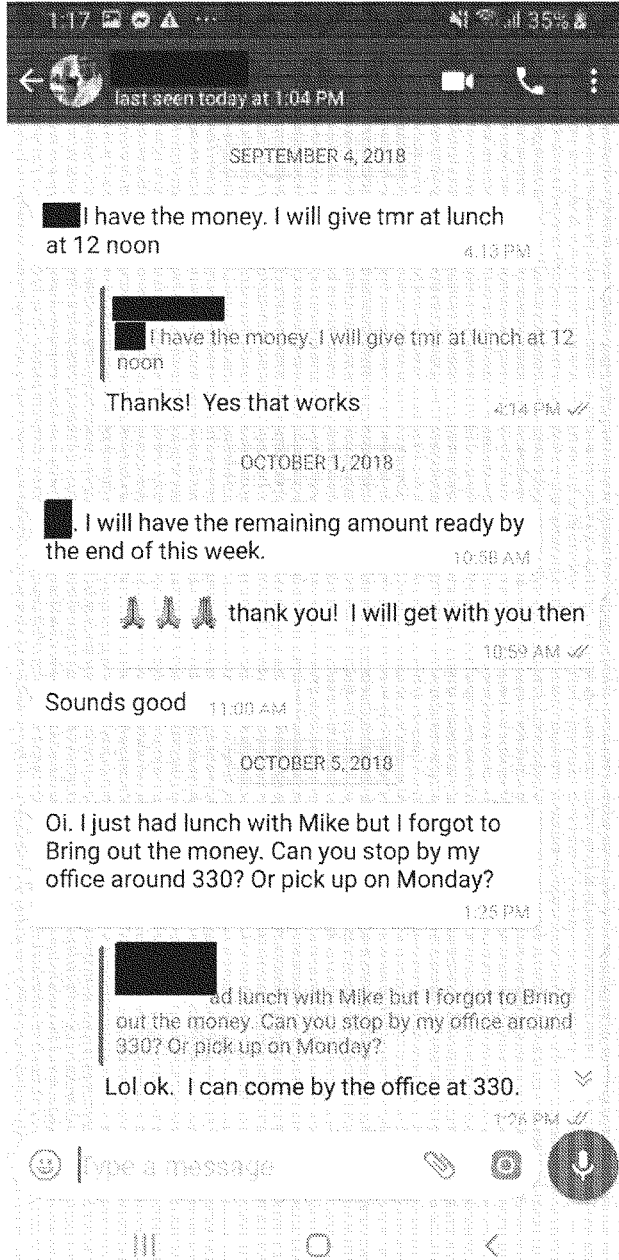 1:17
35%
last seen today at 1:04 PM
SEPTEMBER 4, 2018
I have the money. I will give tmr at lunch
at 12 noon
4:13 PM
I have the money. I will give tmr at lunch at 12
noon
Thanks!  Yes that works
4:14 PM
OCTOBER 1, 2018
. I will have the remaining amount ready by
the end of this week.
10:58 AM
🙏 🙏 🙏 thank you!  I will get with you then
10:59 AM
Sounds good
11:00 AM
OCTOBER 5, 2018
Oi. I just had lunch with Mike but I forgot to
Bring out the money. Can you stop by my
office around 330? Or pick up on Monday?
1:25 PM
ad lunch with Mike but I forgot to Bring
out the money. Can you stop by my office around
330? Or pick up on Monday?
Lol ok.  I can come by the office at 330.
1:26 PM
Type a message